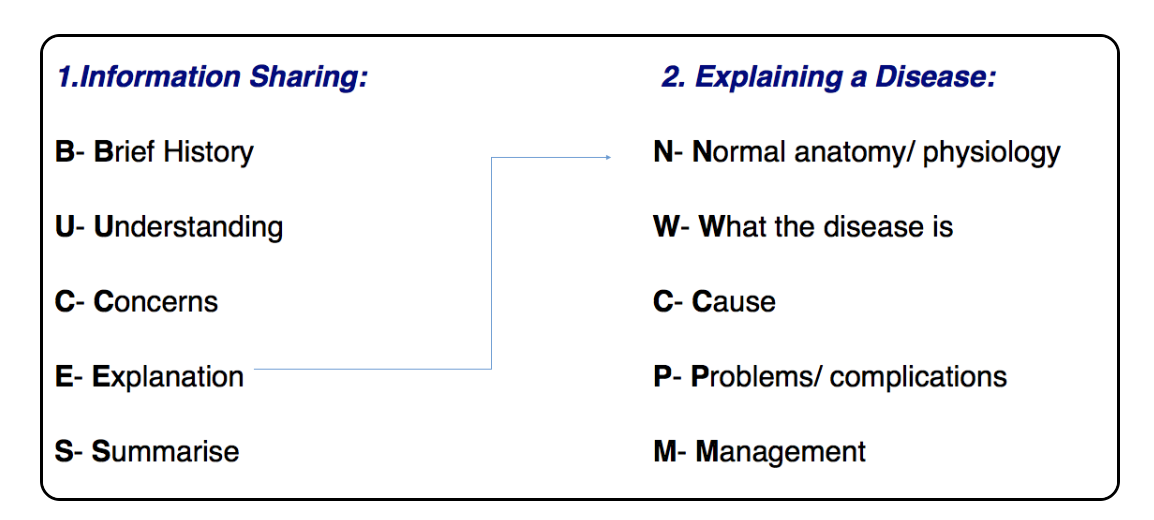 1.Information Sharing:
B- Brief History
U- Understanding
C- Concerns
E- Explanation
S- Summarise
2. Explaining a Disease:
N- Normal anatomy/ physiology
W- What the disease is
C- Cause
P- Problems/ complications
M- Management